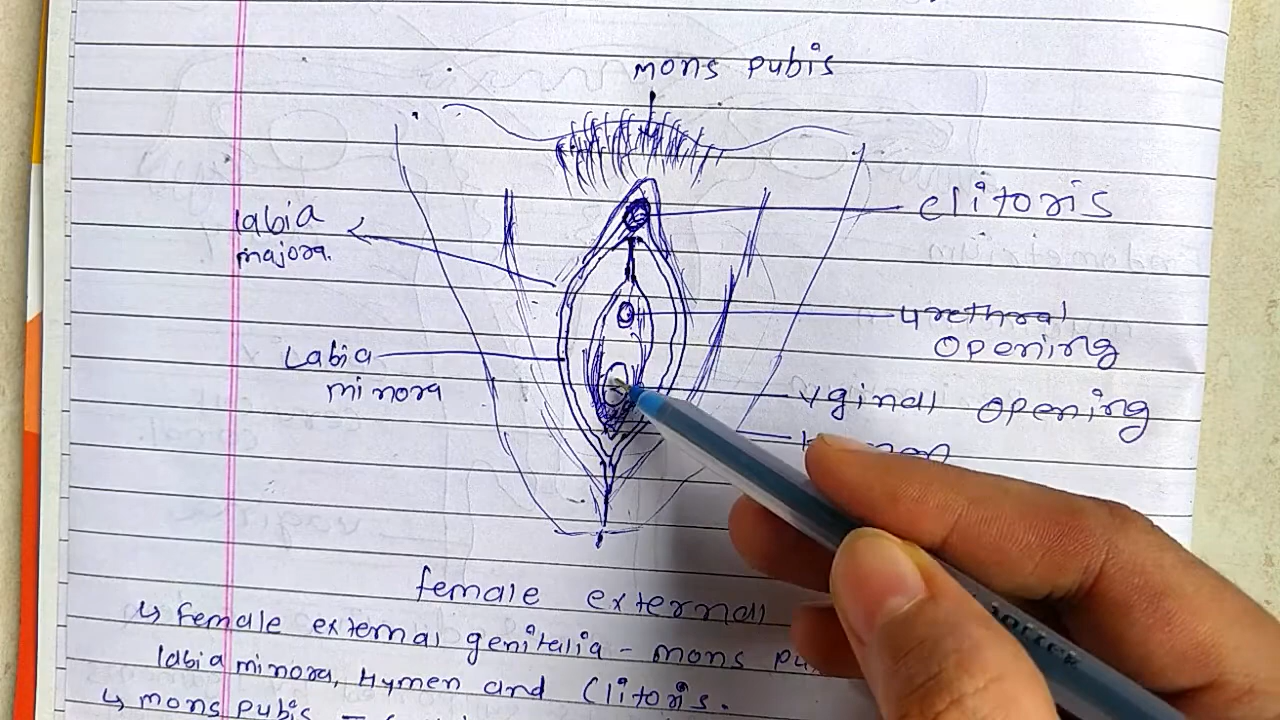 mons pubis
clitoris
labia
majora.
urethral
opening
Labia
minora
vginal opening
female external
↳ Female external genitalia - mons
labia minora, Hymen and Clitoris.
↳ mons pubis -